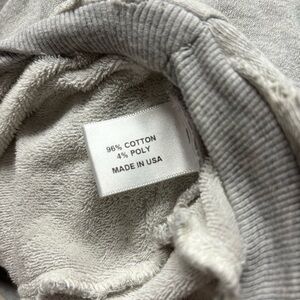 96% COTTON
4% POLY
MADE IN USA